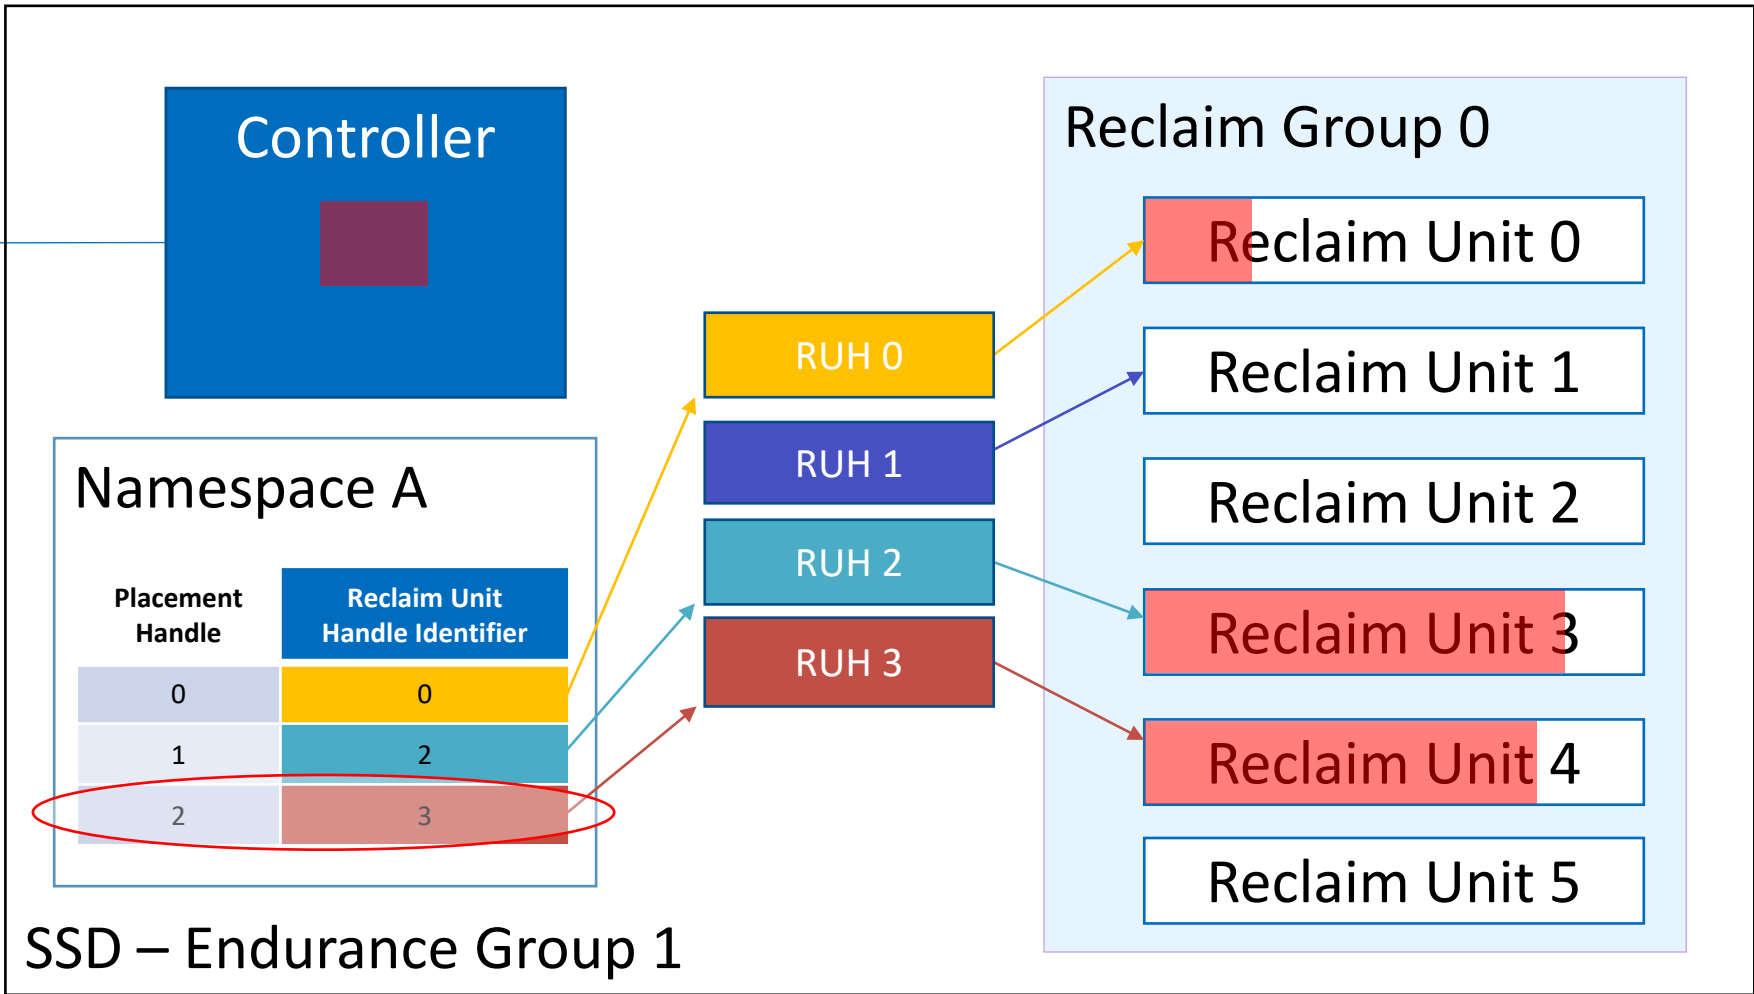 Controller
Reclaim Group 0
Reclaim Unit 0
Reclaim Unit 1
Reclaim Unit 2
Reclaim Unit 3
Reclaim Unit 4
Reclaim Unit 5
RUH 0
RUH 1
RUH 2
RUH 3
Namespace A
Placement
Handle
Reclaim Unit
Handle Identifier
0 0
1 2
2 3
SSD – Endurance Group 1